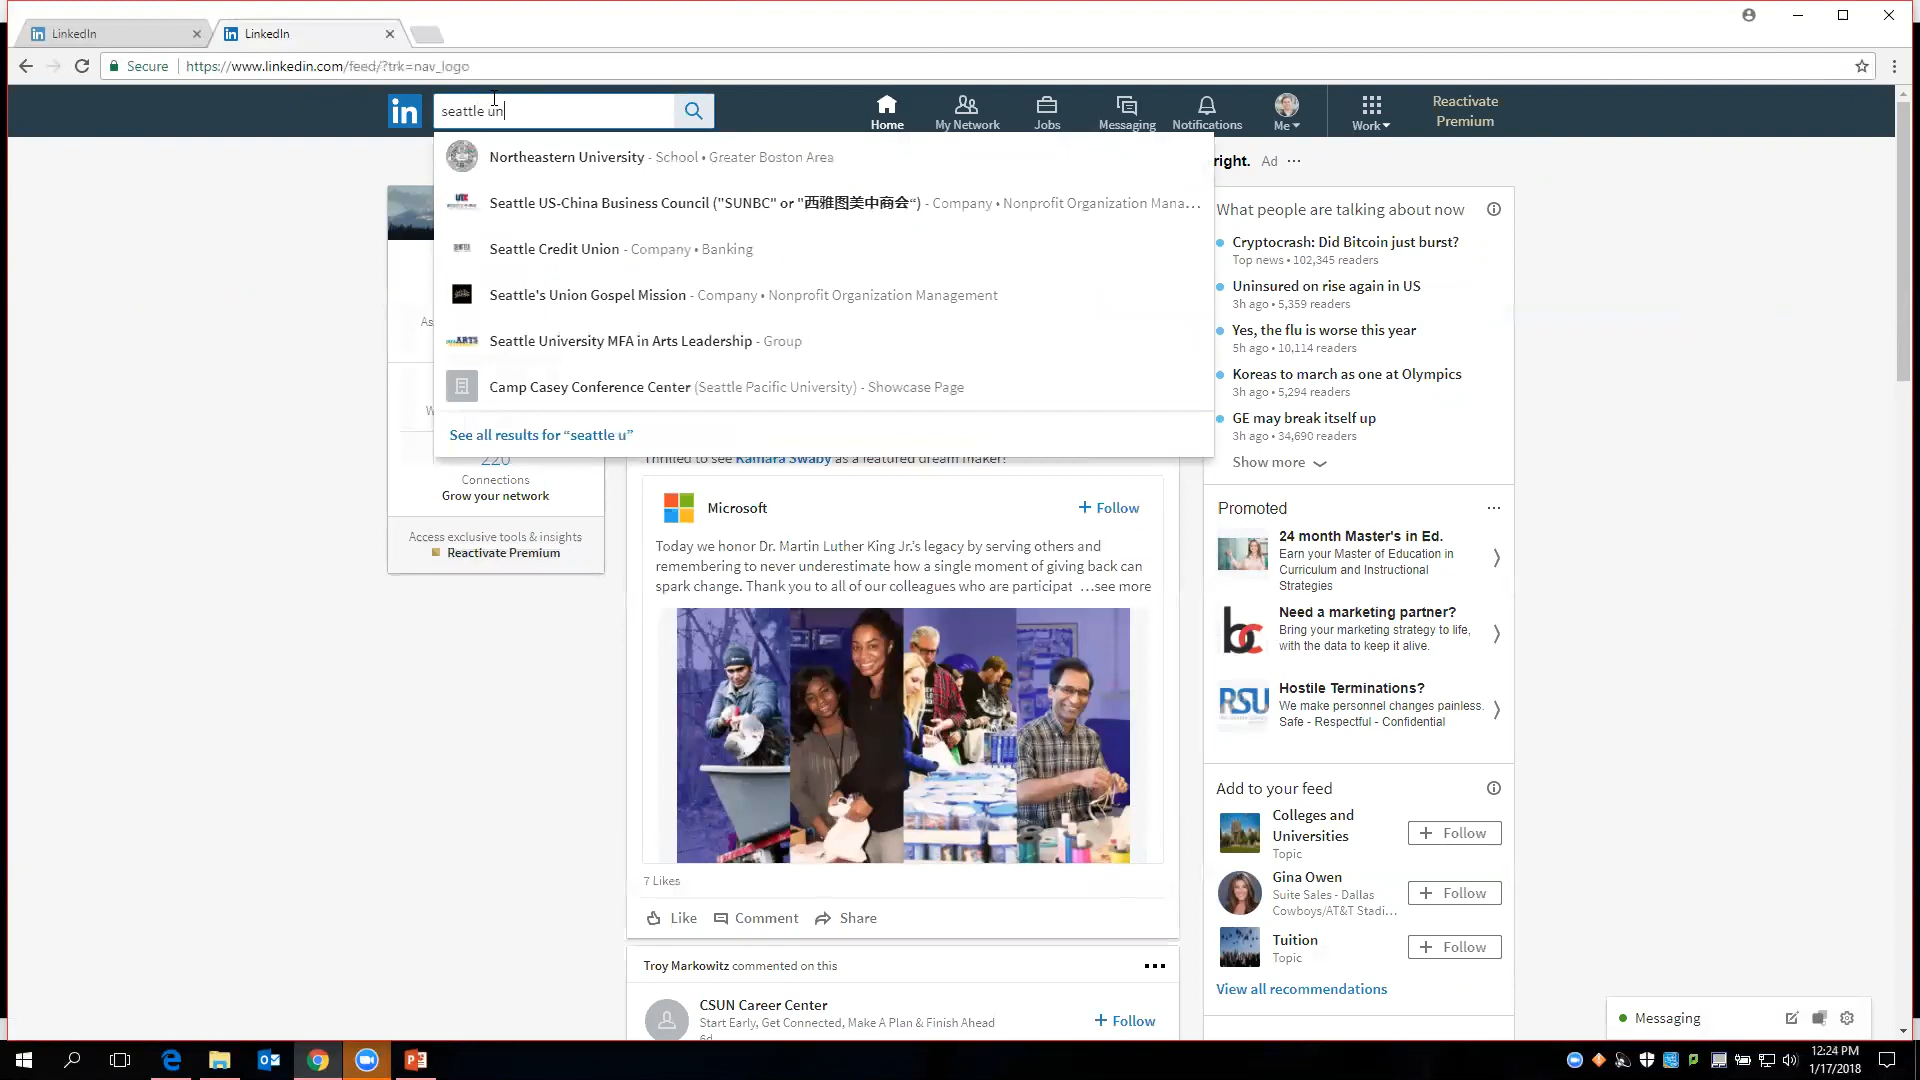 LinkedIn
LinkedIn
Secure
https://www.linkedin.com/feed/?trk=nav_logo
in
seattle un
Home
My Network
Jobs
Messaging
Notifications
Me
Work
Reactivate
Premium
Northeastern University - School • Greater Boston Area
Seattle US-China Business Council ("SUNBC" or "西雅图美中商会“) - Company • Nonprofit Organization Mana...
Seattle Credit Union - Company • Banking
Seattle's Union Gospel Mission - Company • Nonprofit Organization Management
Seattle University MFA in Arts Leadership - Group
Camp Casey Conference Center (Seattle Pacific University) - Showcase Page
See all results for “seattle u”
220
Connections
Grow your network
Access exclusive tools & insights
Reactivate Premium
Thrilled to see Kamara Swaby as a featured dream maker!
Microsoft
+ Follow
Today we honor Dr. Martin Luther King Jr.'s legacy by serving others and
remembering to never underestimate how a single moment of giving back can
spark change. Thank you to all of our colleagues who are participat ...see more
7 Likes
Like
Comment
Share
Troy Markowitz commented on this
CSUN Career Center
Start Early, Get Connected, Make A Plan & Finish Ahead
6d
+ Follow
right. Ad
What people are talking about now
Cryptocrash: Did Bitcoin just burst?
Top news • 102,345 readers
Uninsured on rise again in US
3h ago • 5,359 readers
Yes, the flu is worse this year
5h ago • 10,114 readers
Koreas to march as one at Olympics
3h ago • 5,294 readers
GE may break itself up
3h ago • 34,690 readers
Show more
Promoted
24 month Master's in Ed.
Earn your Master of Education in
Curriculum and Instructional
Strategies
bc
Need a marketing partner?
Bring your marketing strategy to life,
with the data to keep it alive.
RSU
Hostile Terminations?
We make personnel changes painless.
Safe - Respectful - Confidential
Add to your feed
Colleges and
Universities
Topic
+ Follow
Gina Owen
Suite Sales - Dallas
Cowboys/AT&T Stadi...
+ Follow
Tuition
Topic
+ Follow
View all recommendations
Messaging
12:24 PM
1/17/2018